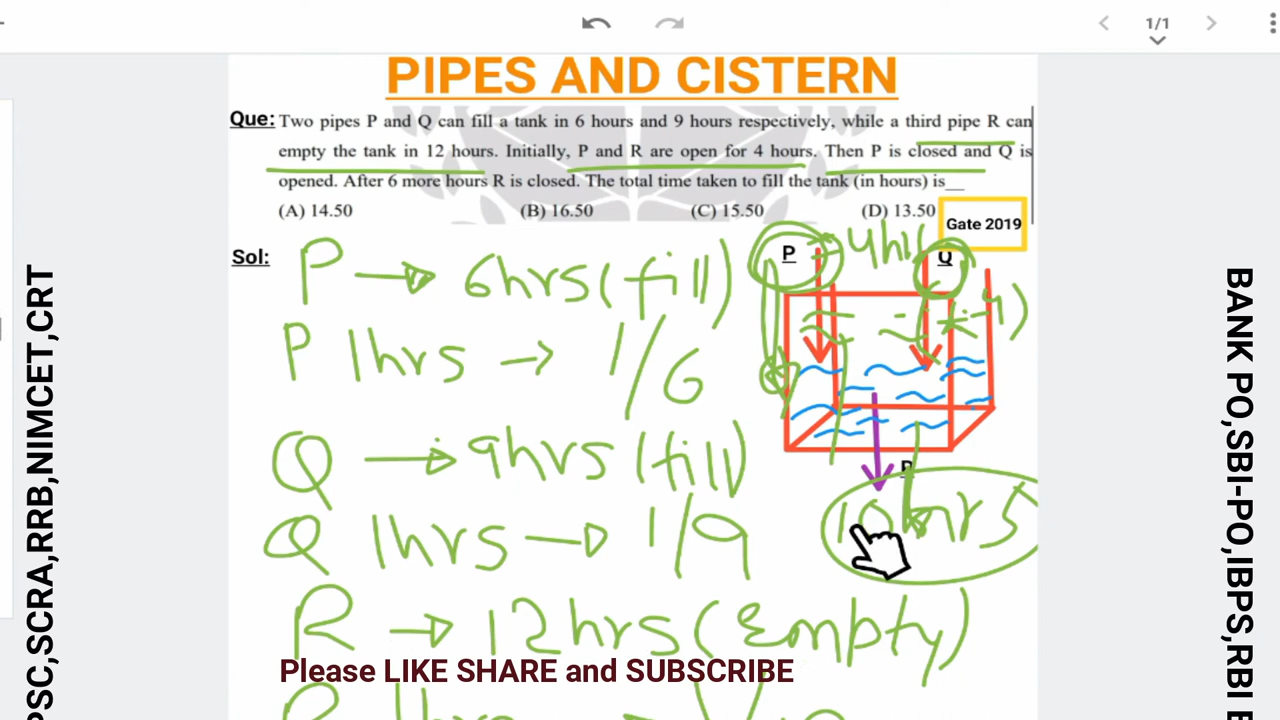 1/1
PIPES AND CISTERN
Que: Two pipes P and Q can fill a tank in 6 hours and 9 hours respectively, while a third pipe R can
empty the tank in 12 hours. Initially, P and R are open for 4 hours. Then P is closed and Q is
opened. After 6 more hours R is closed. The total time taken to fill the tank (in hours) is__
(A) 14.50 (B) 16.50 (C) 15.50 (D) 13.50
Gate 2019
Sol:
P → 6hrs(fill)
P 1hrs → 1/6
Q → 9hrs (fill)
Q 1hrs → 1/9
R → 12hrs (Empty)
P
Q
10hrs
Please LIKE SHARE and SUBSCRIBE
PSC,SCRA,RRB,NIMCET,CRT
BANK PO,SBI-PO,IBPS,RBI